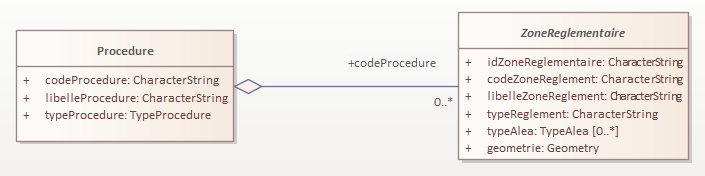 Procedure
+ codeProcedure: CharacterString
+ libelleProcedure: CharacterString
+ typeProcedure: TypeProcedure
+codeProcedure
0..*
ZoneReglementaire
+ idZoneReglementaire: CharacterString
+ codeZoneReglement: CharacterString
+ libelleZoneReglement: CharacterString
+ typeReglement: CharacterString
+ typeAlea: TypeAlea [0..*]
+ geometrie: Geometry